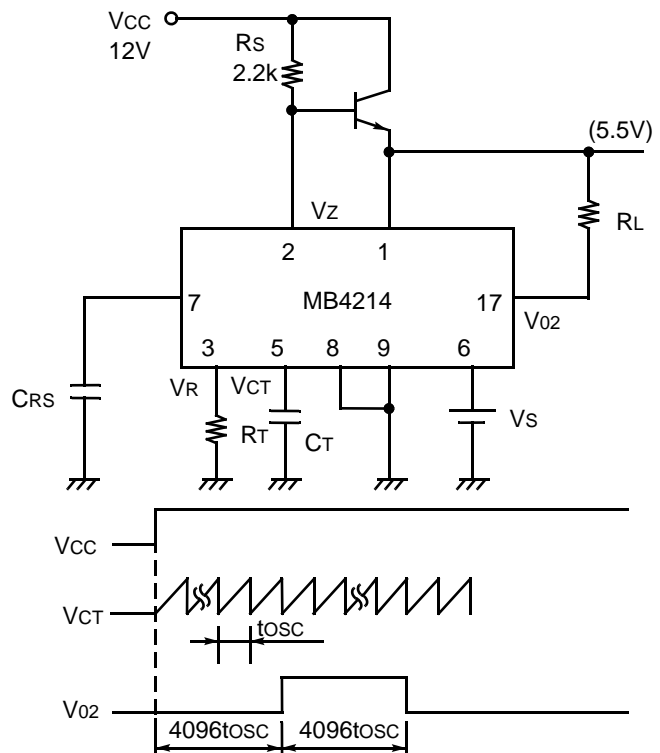 VCC
12V
RS
2.2k
(5.5V)
VZ
RL
2
1
7
MB4214
17
V02
3
5
8
9
6
VR
VCT
CRS
RT
CT
VS
VCC
VCT
tOSC
V02
4096tOSC
4096tOSC